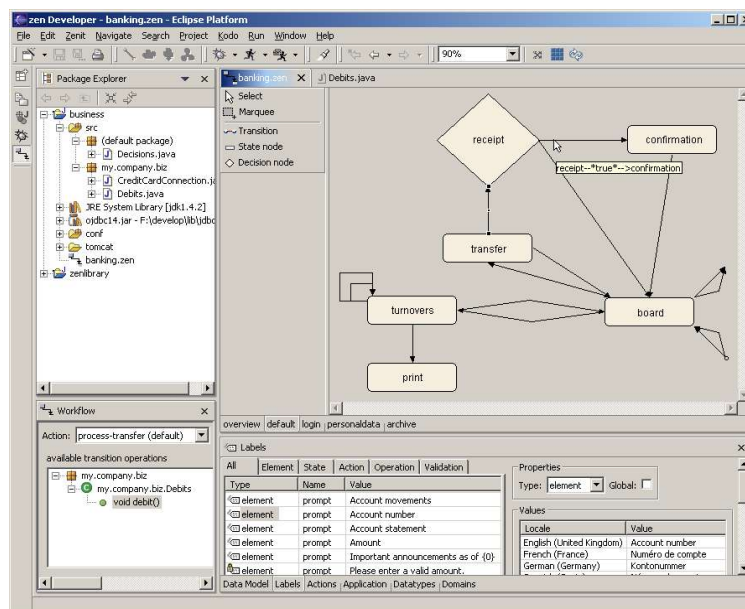 zen Developer - banking.zen - Eclipse Platform
File Edit Zenit Navigate Search Project Kodo Run Window Help
90%
Package Explorer
business
src
(default package)
Decisions.java
my.company.biz
CreditCardConnection.ja
Debits.java
JRE System Library [jdk1.4.2]
ojdbc14.jar - F:\develop\lib\jdbc
conf
tomcat
banking.zen
zenlibrary
banking.zen
Debits.java
Select
Marquee
Transition
State node
Decision node
receipt
confirmation
receipt--*true*-->confirmation
transfer
turnovers
board
print
overview default login personaldata archive
Workflow
Action: process-transfer (default)
available transition operations
my.company.biz
my.company.biz.Debits
void debit()
Labels
All Element State Action Operation Validation
Type Name Value
element prompt Account movements
element prompt Account number
element prompt Account statement
element prompt Amount
element prompt Important announcements as of {0}
element prompt Please enter a valid amount.
Properties
Type: element Global:
Values
Locale Value
English (United Kingdom) Account number
French (France) Numéro de compte
German (Germany) Kontonummer
Data Model Labels Actions Application Datatypes Domains